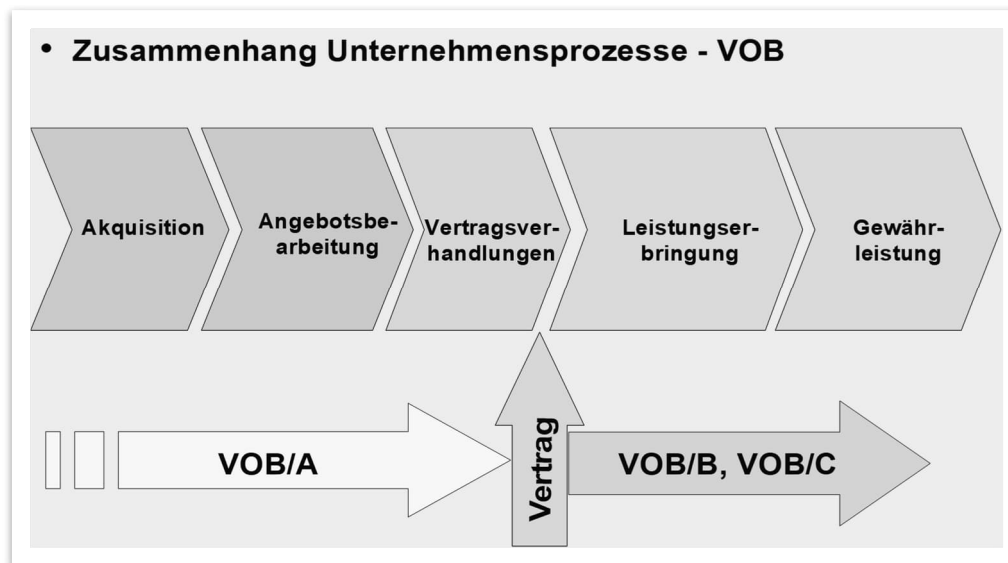 • Zusammenhang Unternehmensprozesse - VOB
Akquisition
Angebotsbe-
arbeitung
Vertragsver-
handlungen
Leistungser-
bringung
Gewähr-
leistung
VOB/A
Vertrag
VOB/B, VOB/C